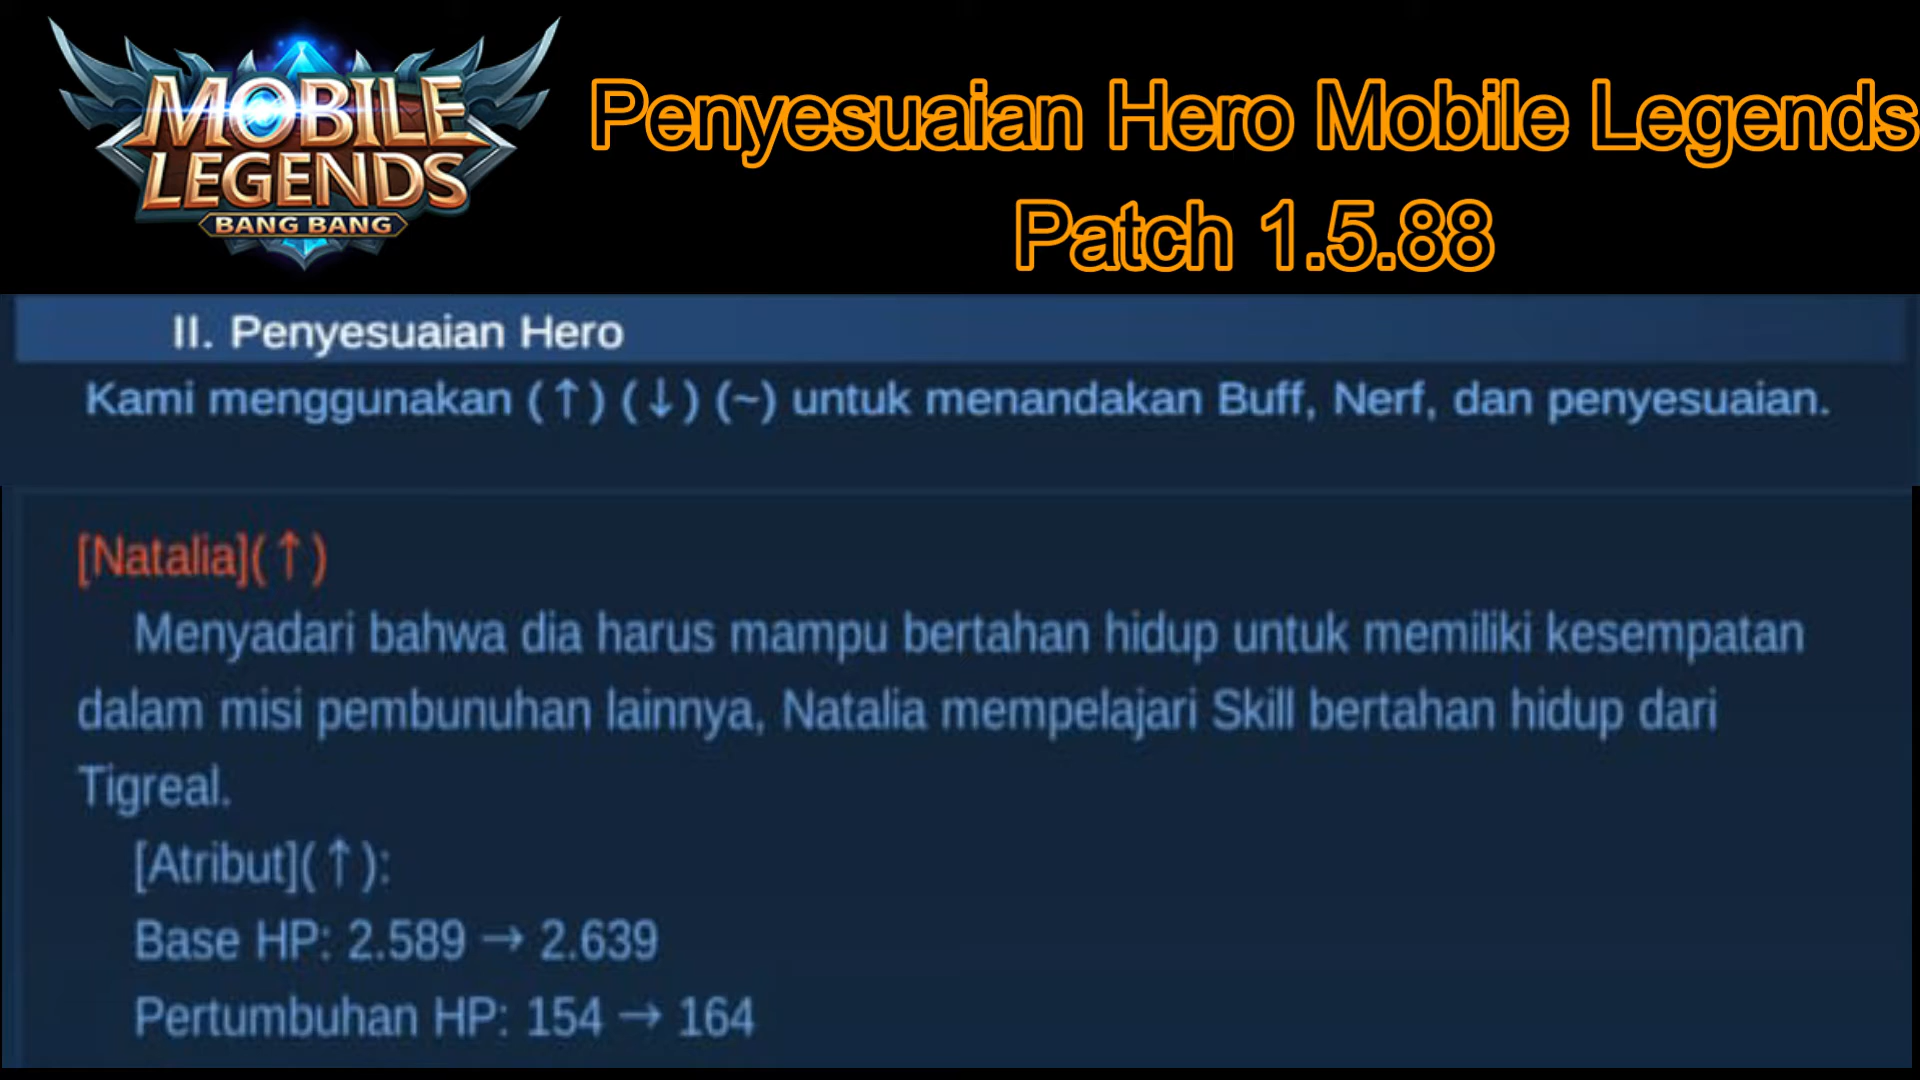 MOBILE
LEGENDS
BANG BANG
Penyesuaian Hero Mobile Legends
Patch 1.5.88
II. Penyesuaian Hero
Kami menggunakan (↑) (↓) (~) untuk menandakan Buff, Nerf, dan penyesuaian.
[Natalia](↑)
Menyadari bahwa dia harus mampu bertahan hidup untuk memiliki kesempatan
dalam misi pembunuhan lainnya, Natalia mempelajari Skill bertahan hidup dari
Tigreal.
[Atribut](↑):
Base HP: 2.589 → 2.639
Pertumbuhan HP: 154 → 164